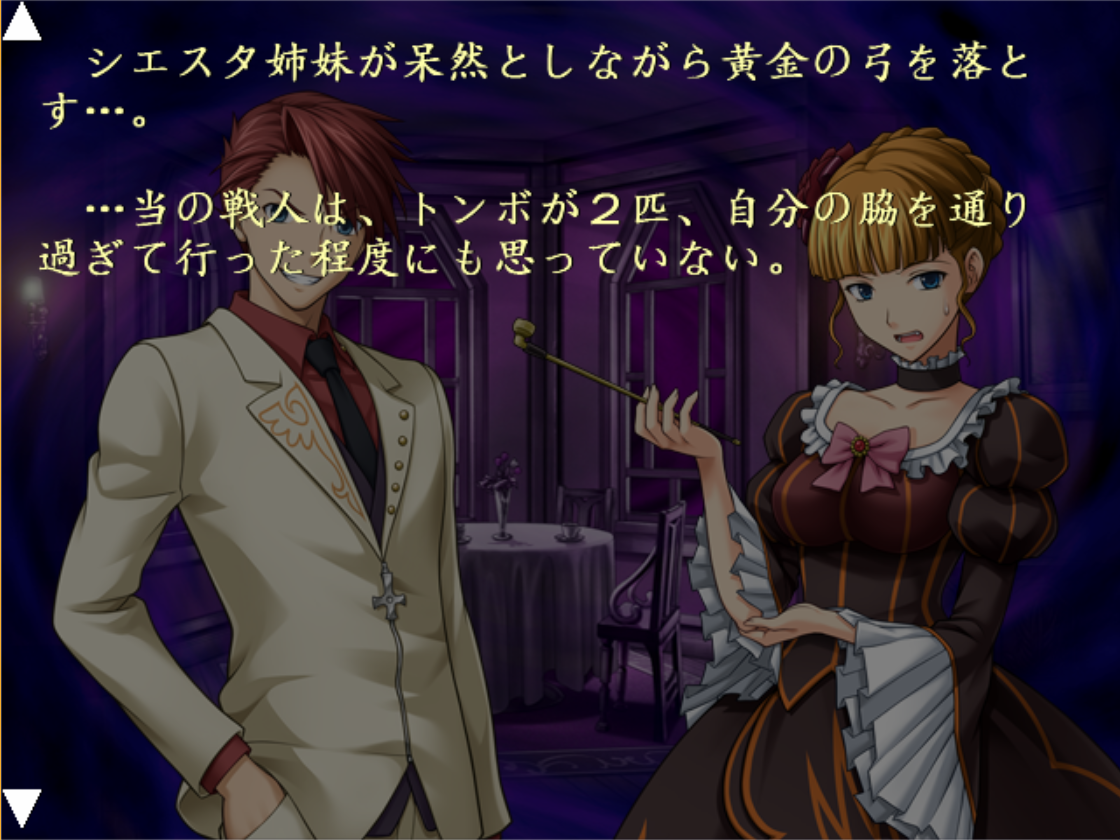 シエスタ姉妹が呆然としながら黄金の弓を落と
す…。
…当の戦人は、トンボが２匹、自分の脇を通り
過ぎて行った程度にも思っていない。